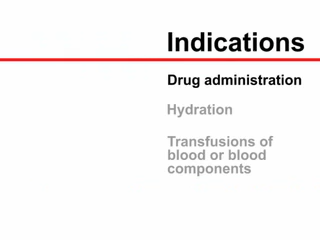 Indications
Drug administration
Hydration
Transfusions of
blood or blood
components